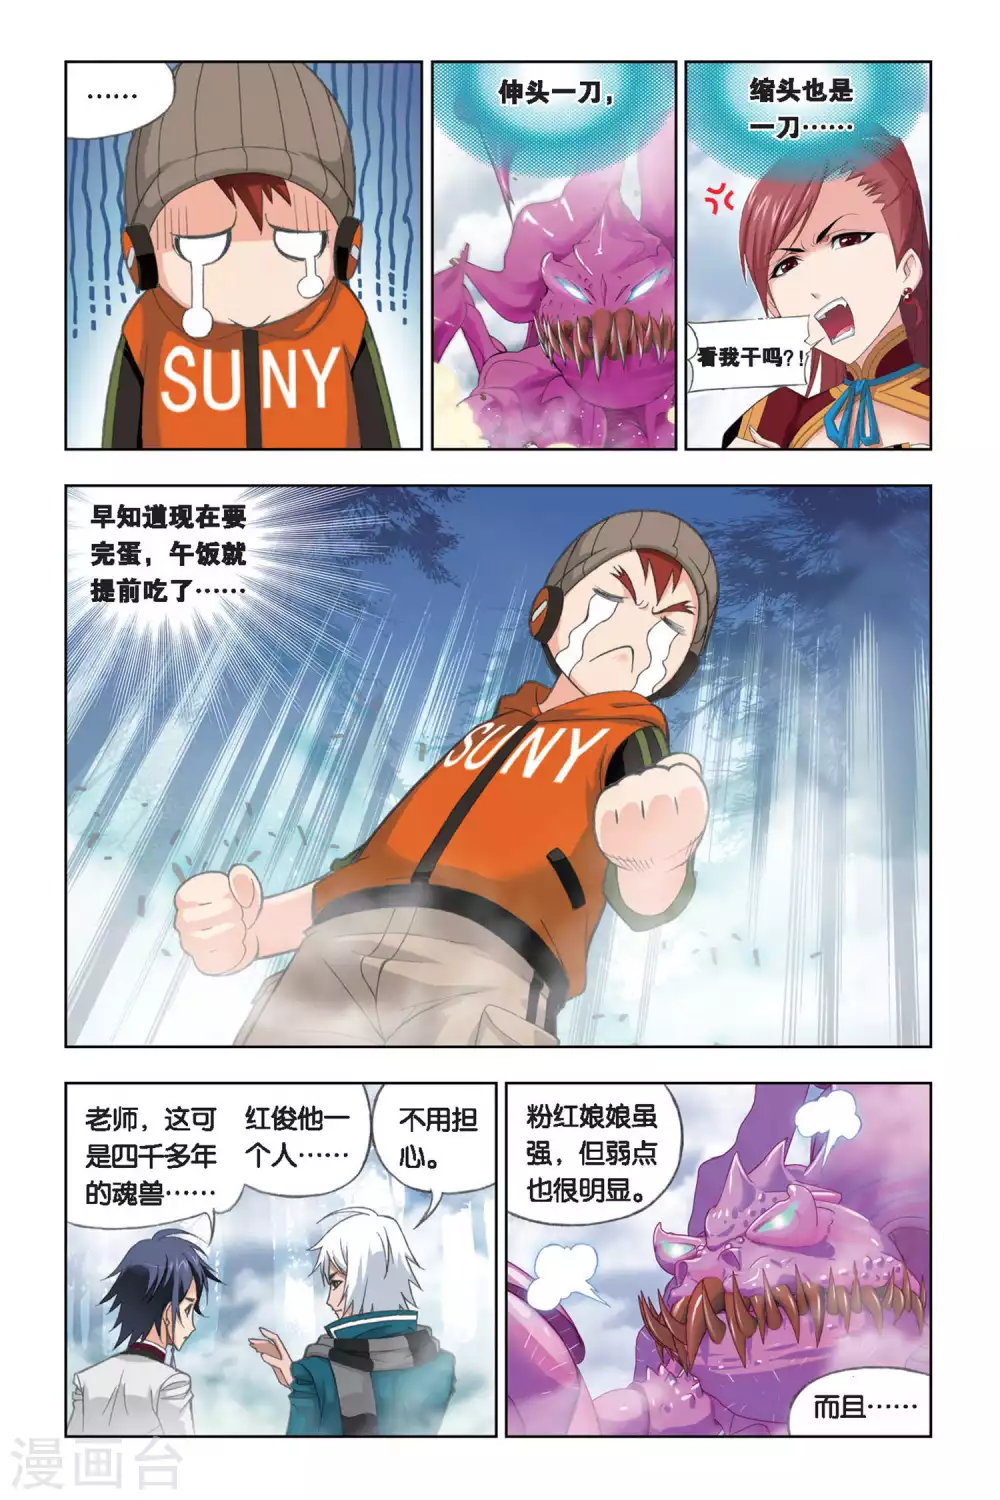 ……
SUNY
伸头一刀，
缩头也是
一刀……
看我干吗?!
早知道现在要
完蛋，午饭就
提前吃了……
SUNY
老师，这可
是四千多年
的魂兽……
红俊他一
个人……
不用担
心。
粉红娘娘虽
强，但弱点
也很明显。
而且……
漫画台